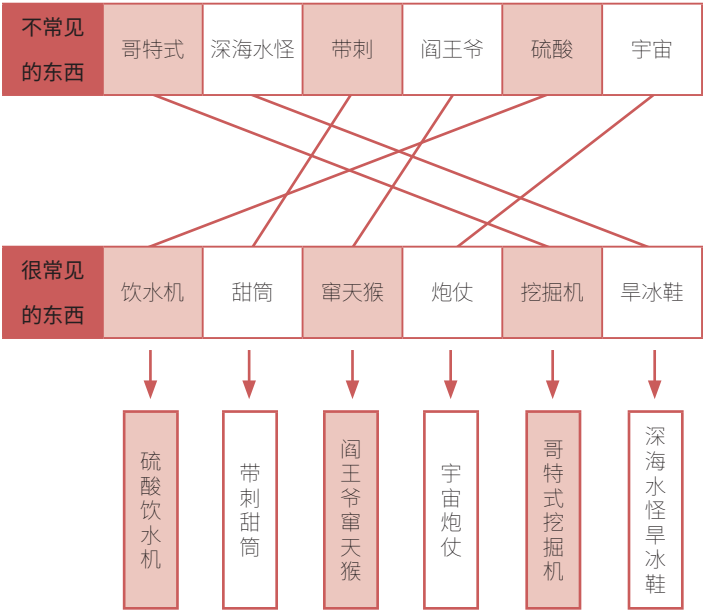 不常见
的东西
哥特式
深海水怪
带刺
阎王爷
硫酸
宇宙
很常见
的东西
饮水机
甜筒
窜天猴
炮仗
挖掘机
旱冰鞋
硫酸饮水机
带刺甜筒
阎王爷窜天猴
宇宙炮仗
哥特式挖掘机
深海水怪旱冰鞋